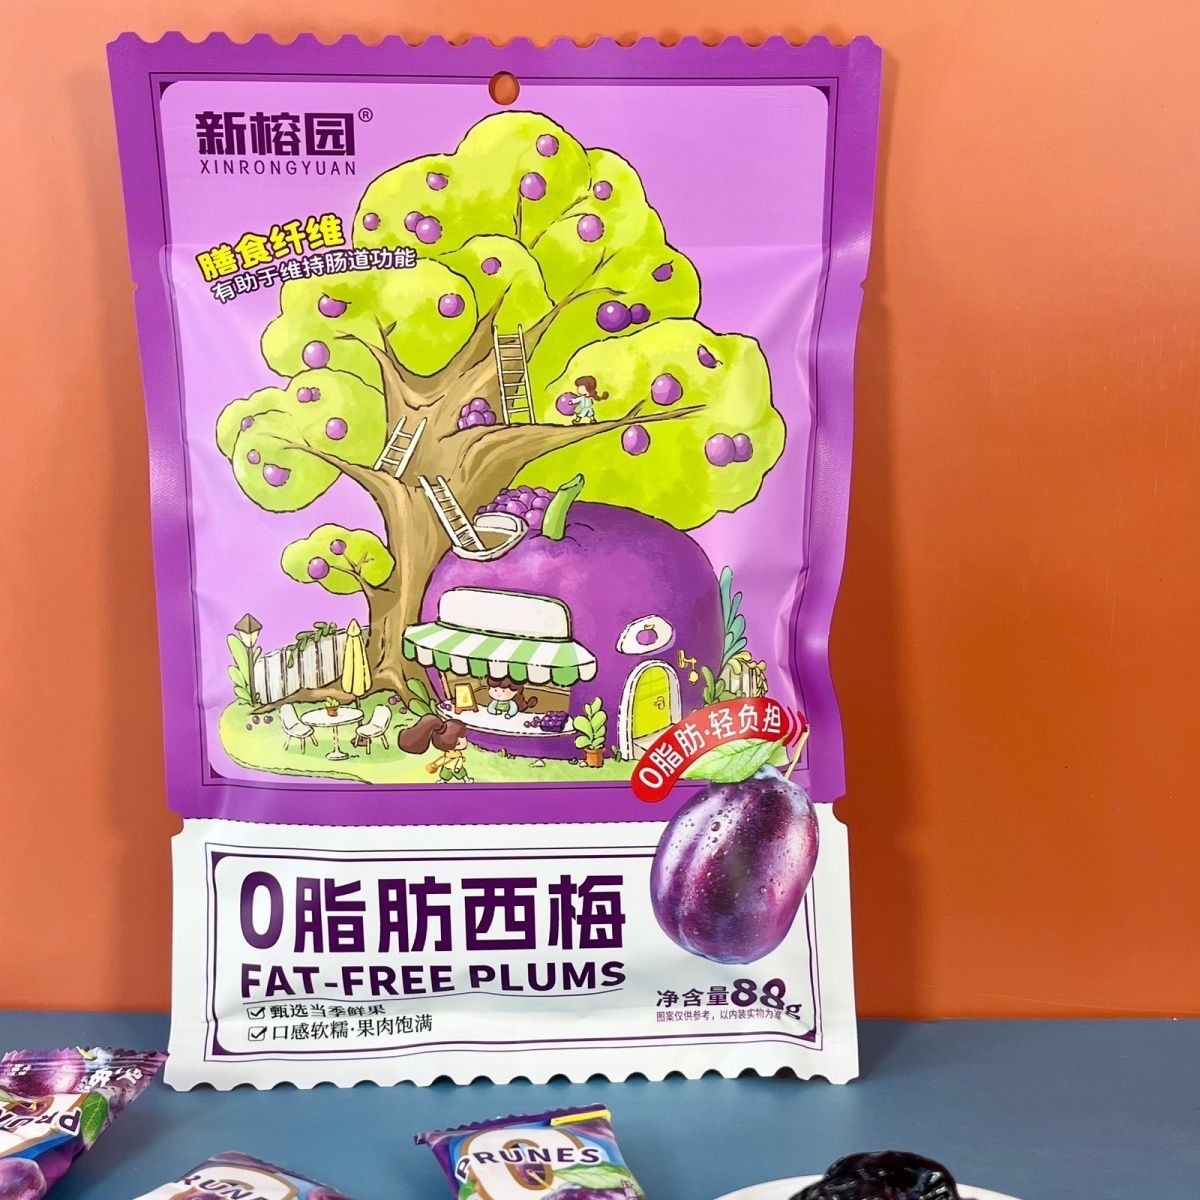 新榕园®
XINRONGYUAN
膳食纤维
有助于维持肠道功能
0脂肪·轻负担
0脂肪西梅
FAT-FREE PLUMS
甄选当季鲜果
口感软糯·果肉饱满
净含量88g
图案仅供参考，以内装实物为准
PRUNES
PRUNES